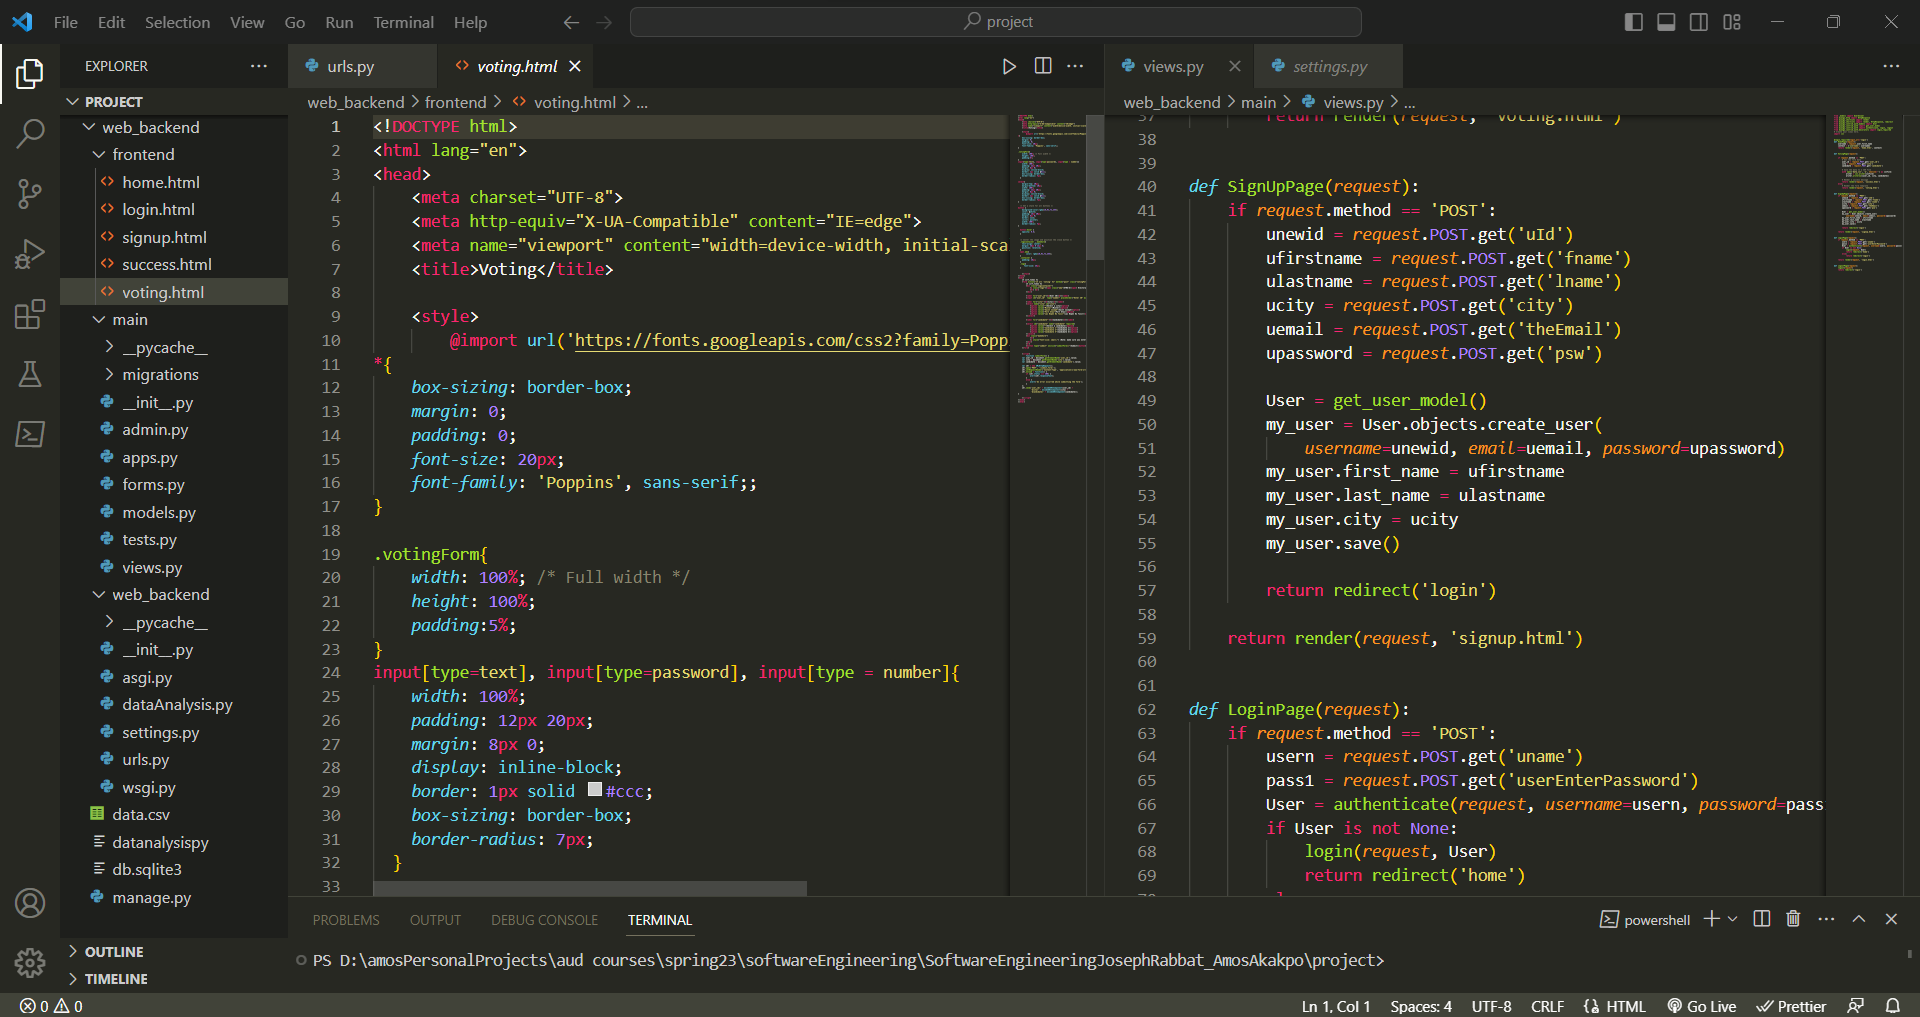 File Edit Selection View Go Run Terminal Help
project
EXPLORER
PROJECT
web_backend
frontend
home.html
login.html
signup.html
success.html
voting.html
main
__pycache__
migrations
__init__.py
admin.py
apps.py
forms.py
models.py
tests.py
views.py
web_backend
__pycache__
__init__.py
asgi.py
dataAnalysis.py
settings.py
urls.py
wsgi.py
data.csv
datanalysispy
db.sqlite3
manage.py
OUTLINE
TIMELINE
urls.py voting.html
web_backend > frontend > voting.html > ...
1 <!DOCTYPE html>
2 <html lang="en">
3 <head>
4 <meta charset="UTF-8">
5 <meta http-equiv="X-UA-Compatible" content="IE=edge">
6 <meta name="viewport" content="width=device-width, initial-sca
7 <title>Voting</title>
8
9 <style>
10 @import url('https://fonts.googleapis.com/css2?family=Popp
11 *{
12 box-sizing: border-box;
13 margin: 0;
14 padding: 0;
15 font-size: 20px;
16 font-family: 'Poppins', sans-serif;;
17 }
18
19 .votingForm{
20 width: 100%; /* Full width */
21 height: 100%;
22 padding:5%;
23 }
24 input[type=text], input[type=password], input[type = number]{
25 width: 100%;
26 padding: 12px 20px;
27 margin: 8px 0;
28 display: inline-block;
29 border: 1px solid #ccc;
30 box-sizing: border-box;
31 border-radius: 7px;
32 }
33
views.py settings.py
web_backend > main > views.py > ...
37 return render(request, 'voting.html')
38
39
40 def SignUpPage(request):
41 if request.method == 'POST':
42 unewid = request.POST.get('uId')
43 ufirstname = request.POST.get('fname')
44 ulastname = request.POST.get('lname')
45 ucity = request.POST.get('city')
46 uemail = request.POST.get('theEmail')
47 upassword = request.POST.get('psw')
48
49 User = get_user_model()
50 my_user = User.objects.create_user(
51 username=unewid, email=uemail, password=upassword)
52 my_user.first_name = ufirstname
53 my_user.last_name = ulastname
54 my_user.city = ucity
55 my_user.save()
56
57 return redirect('login')
58
59 return render(request, 'signup.html')
60
61
62 def LoginPage(request):
63 if request.method == 'POST':
64 usern = request.POST.get('uname')
65 pass1 = request.POST.get('userEnterPassword')
66 User = authenticate(request, username=usern, password=pass
67 if User is not None:
68 login(request, User)
69 return redirect('home')
PROBLEMS OUTPUT DEBUG CONSOLE TERMINAL
powershell
PS D:\amosPersonalProjects\aud courses\spring23\softwareEngineering\SoftwareEngineeringJosephRabbat_AmosAkakpo\project>
0 0
Ln 1, Col 1 Spaces: 4 UTF-8 CRLF {} HTML Go Live Prettier